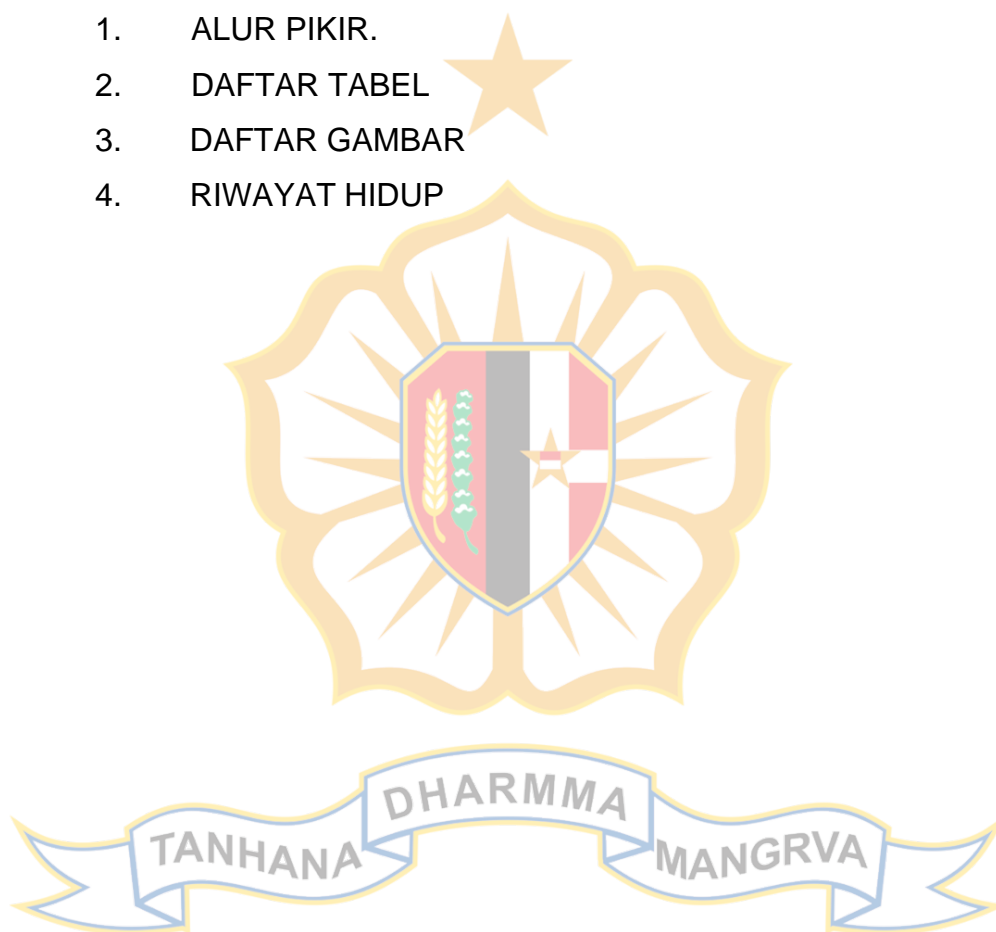 1. ALUR PIKIR.
2. DAFTAR TABEL
3. DAFTAR GAMBAR
4. RIWAYAT HIDUP
TANHANA DHARMMA MANGRVA